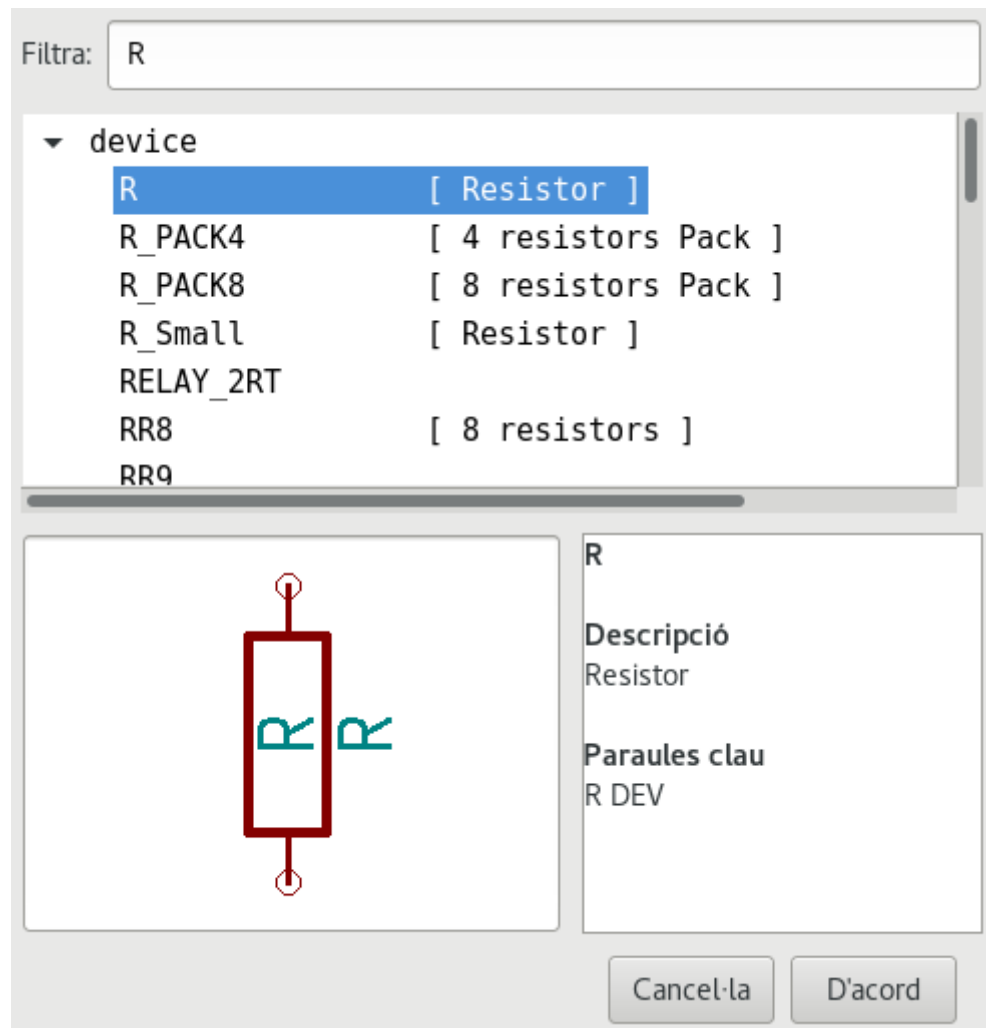 Filtra: R
device
R [ Resistor ]
R_PACK4 [ 4 resistors Pack ]
R_PACK8 [ 8 resistors Pack ]
R_Small [ Resistor ]
RELAY_2RT
RR8 [ 8 resistors ]
RR9
R R
R
Descripció
Resistor
Paraules clau
R DEV
Cancel·la D'acord